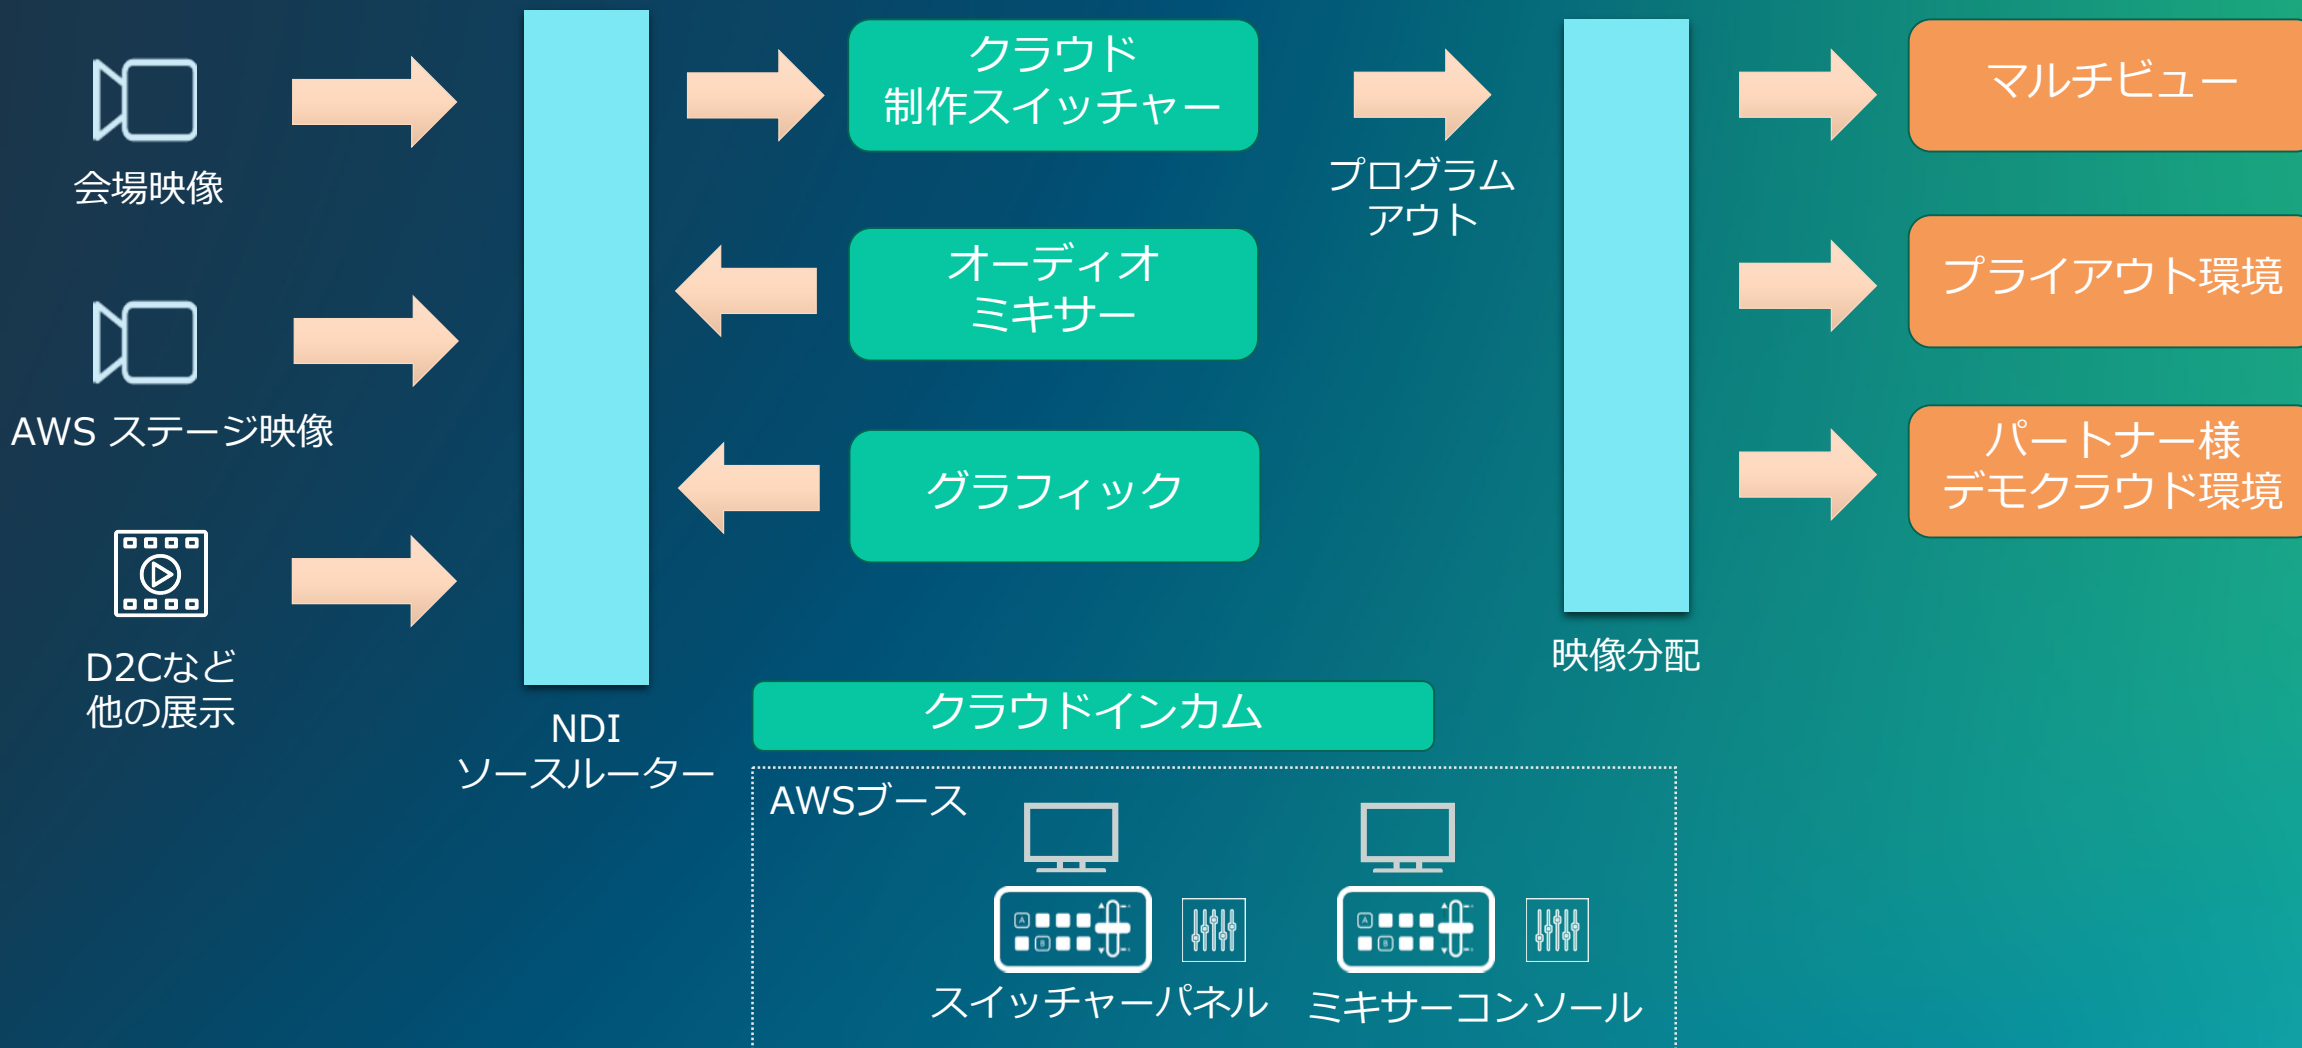 会場映像
AWS ステージ映像
D2Cなど
他の展示
NDI
ソースルーター
クラウド
制作スイッチャー
オーディオ
ミキサー
グラフィック
プログラム
アウト
映像分配
マルチビュー
プライアウト環境
パートナー様
デモクラウド環境
クラウドインカム
AWSブース
スイッチャーパネル
ミキサーコンソール